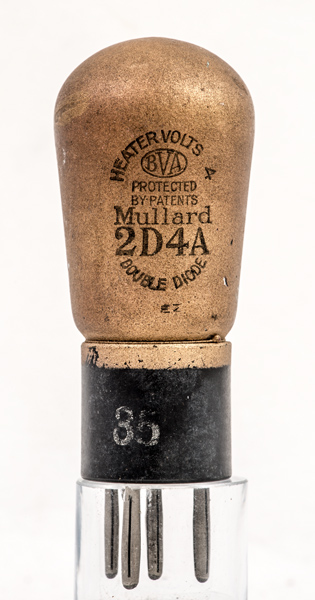 HEATER VOLTS 4
BVA
PROTECTED
BY PATENTS
Mullard
2D4A
DOUBLE DIODE
85